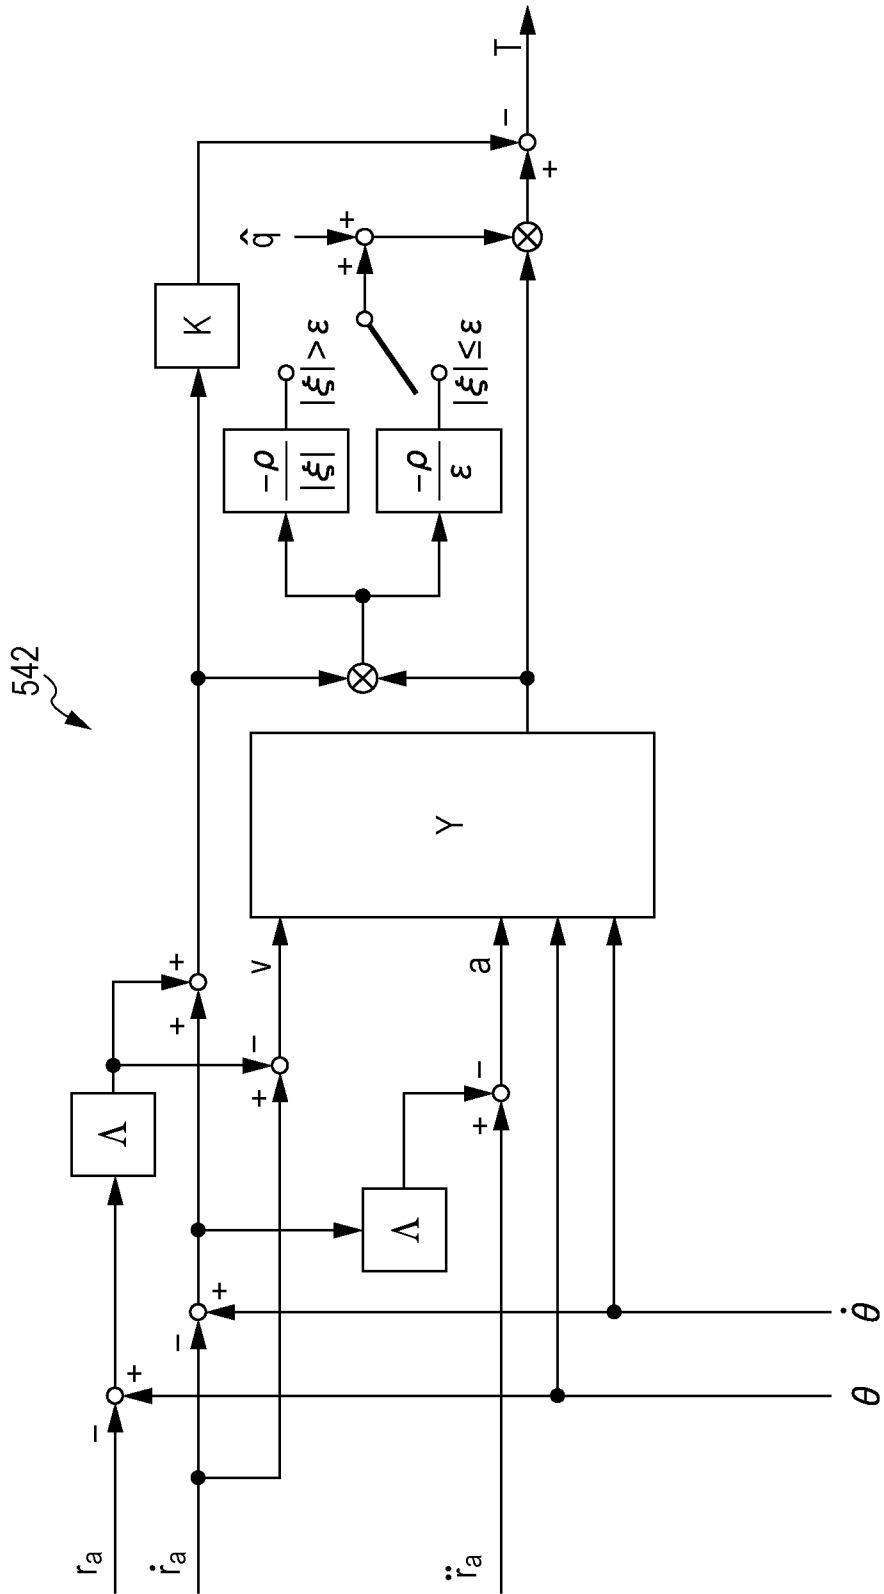 542
r_a
ṙ_a
r̈_a
θ
θ̇
−
+
−
+
Λ
Λ
+
+
+
−
+
−
v
a
Y
-ρ
|ξ|
-ρ
ε
|ξ|>ε
|ξ|≤ε
K
q̂
+
+
+
−
T